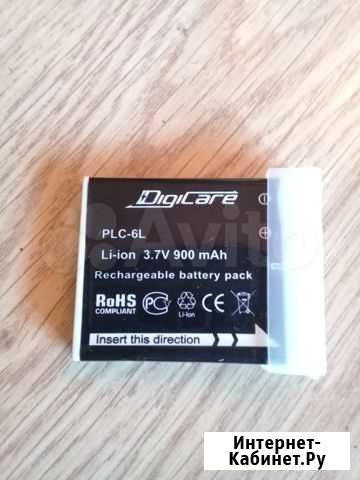 DigiCare
PLC-6L
Li-ion 3.7V 900 mAh
Rechargeable battery pack
RoHS
COMPLIANT
Li-Ion
CE
Insert this direction
Avito
Интернет-
Кабинет.Ру